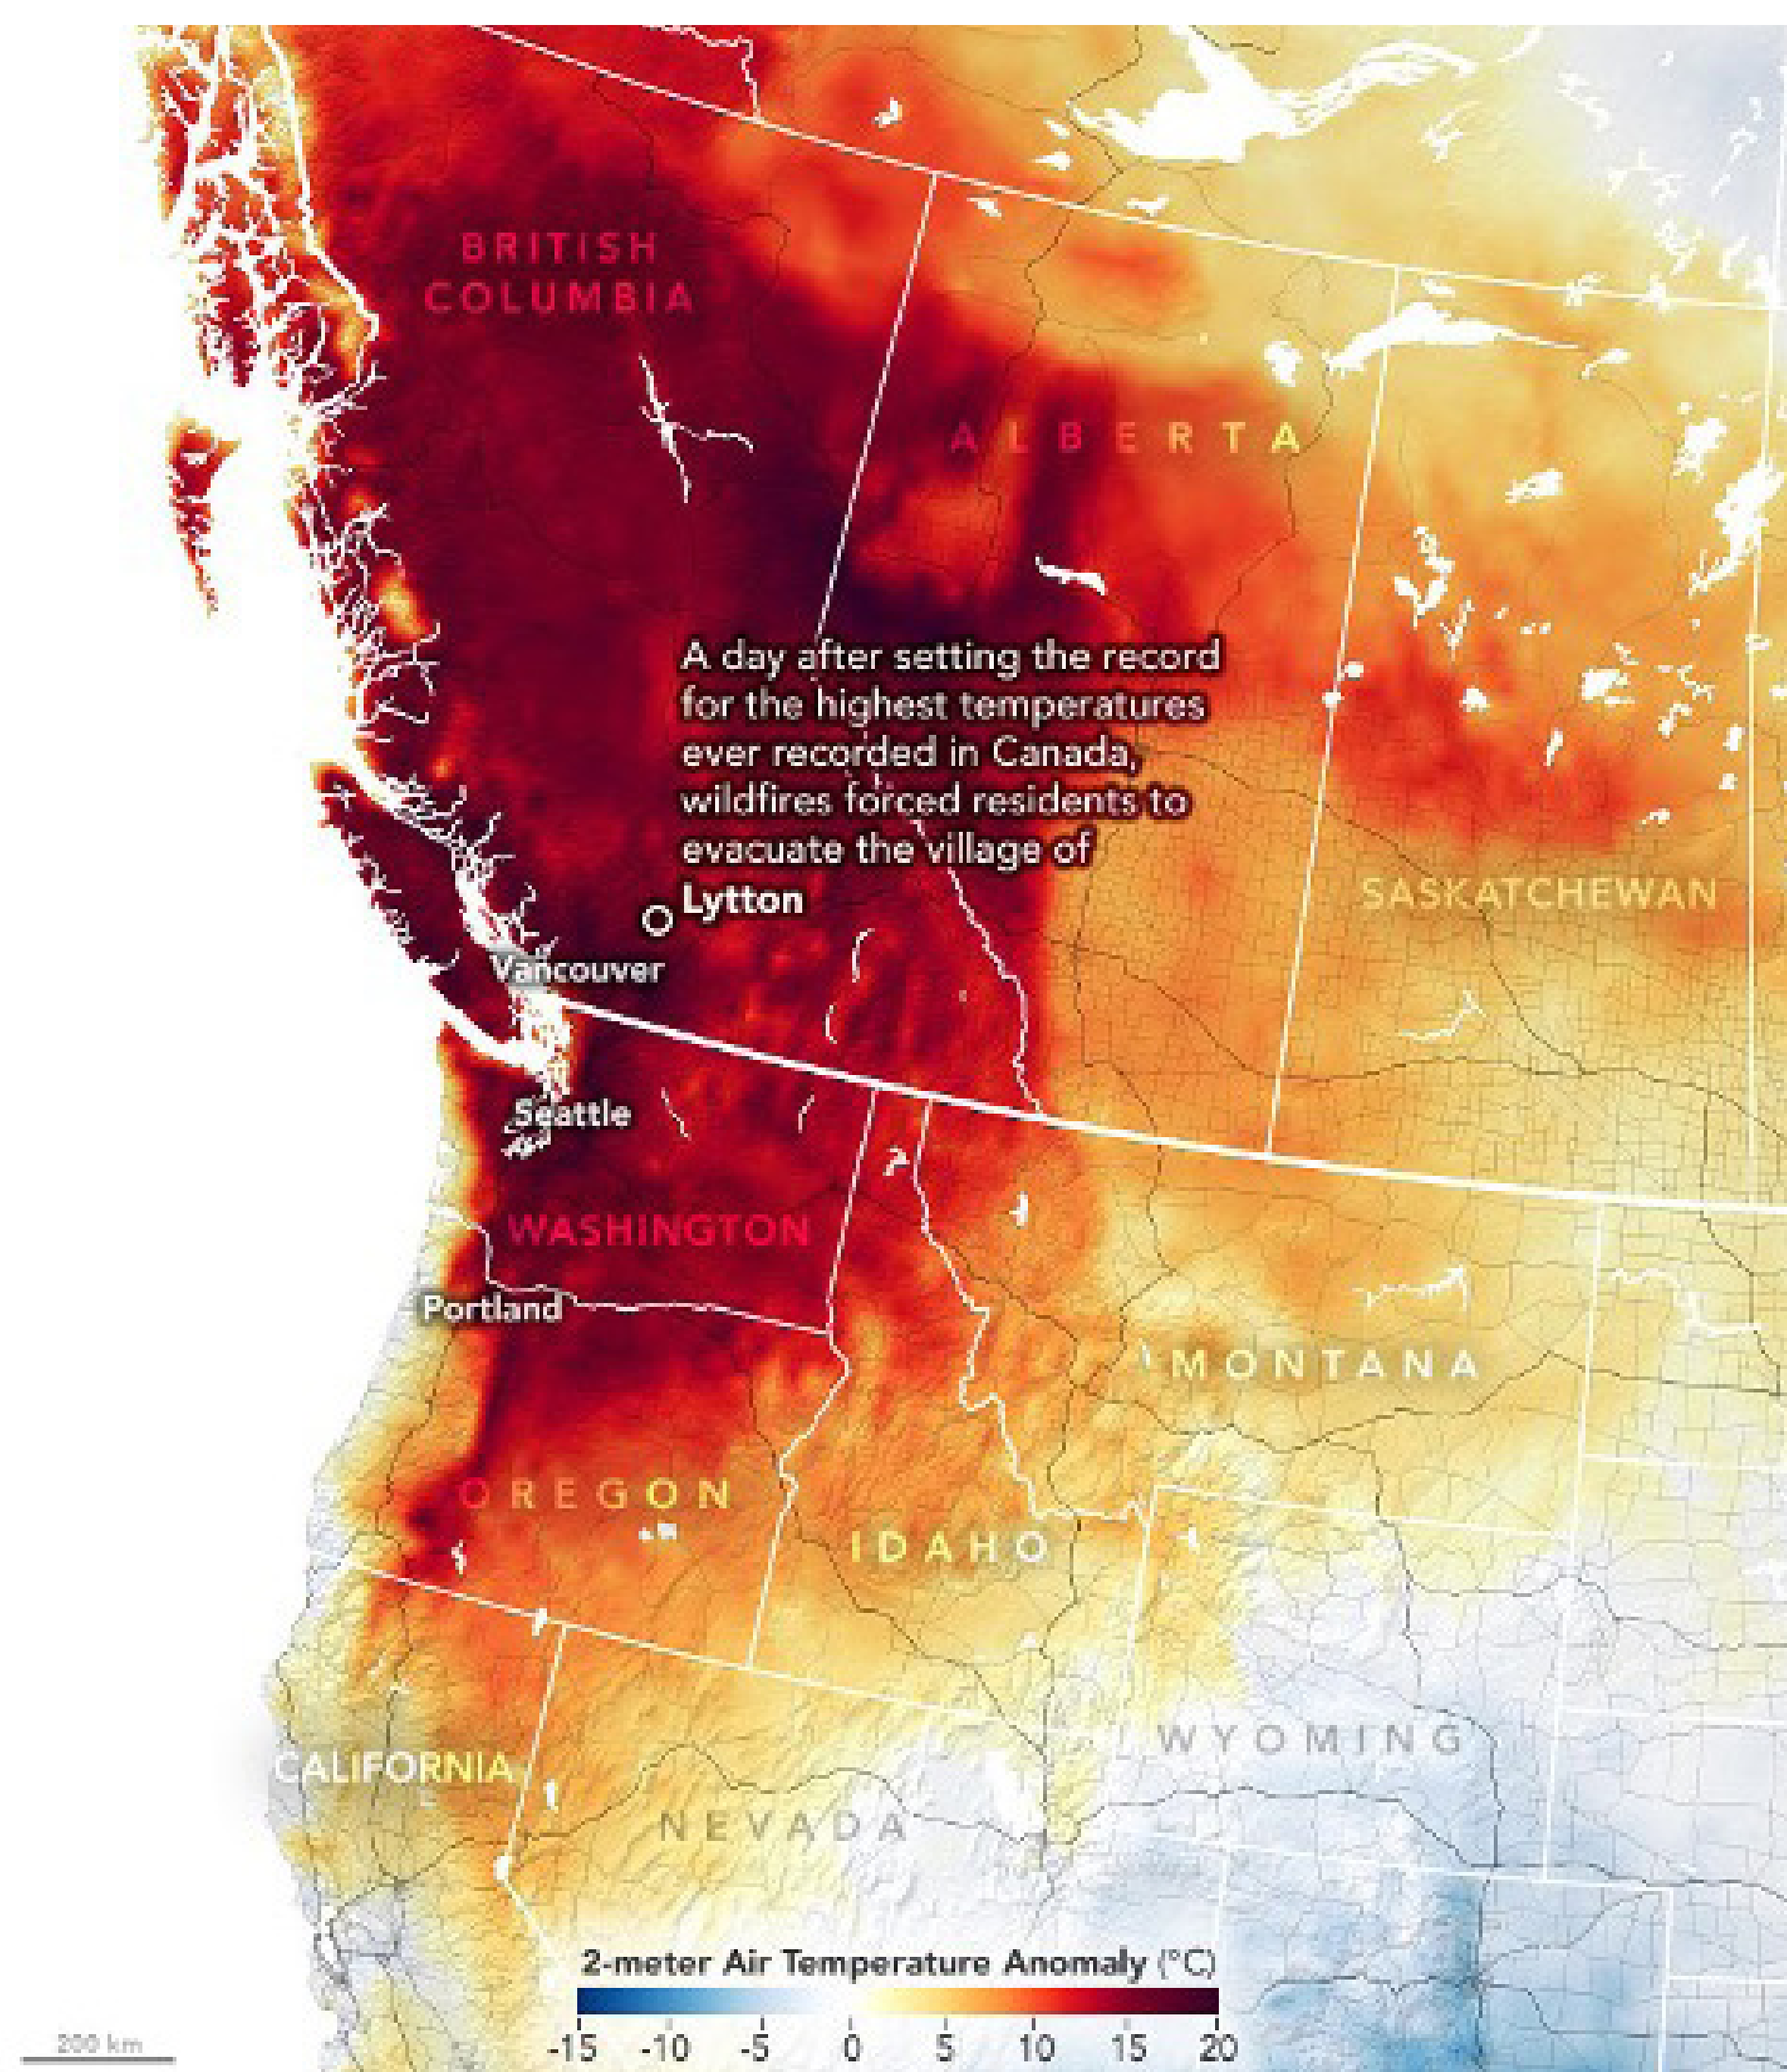 BRITISH
COLUMBIA
ALBERTA
A day after setting the record
for the highest temperatures
ever recorded in Canada,
wildfires forced residents to
evacuate the village of
Lytton
SASKATCHEWAN
Vancouver
Seattle
WASHINGTON
Portland
MONTANA
OREGON
IDAHO
WYOMING
CALIFORNIA
NEVADA
2-meter Air Temperature Anomaly (°C)
-15 -10 -5 0 5 10 15 20
200 km